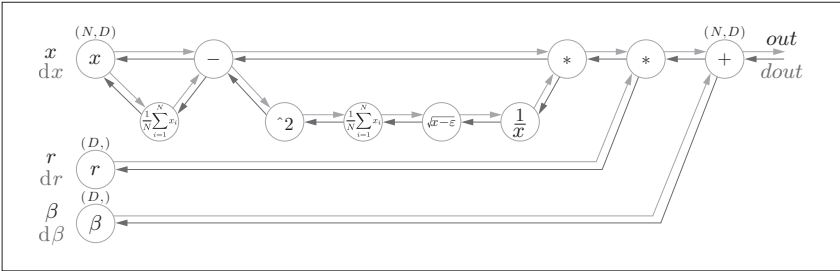 (N,D) (N,D)
x x − * * + out
dx dout
1/N ∑_{i=1}^{N} x_i ^2 1/N ∑_{i=1}^{N} x_i √x−ε 1/x
(D,)
r r
dr
(D,)
β β
dβ